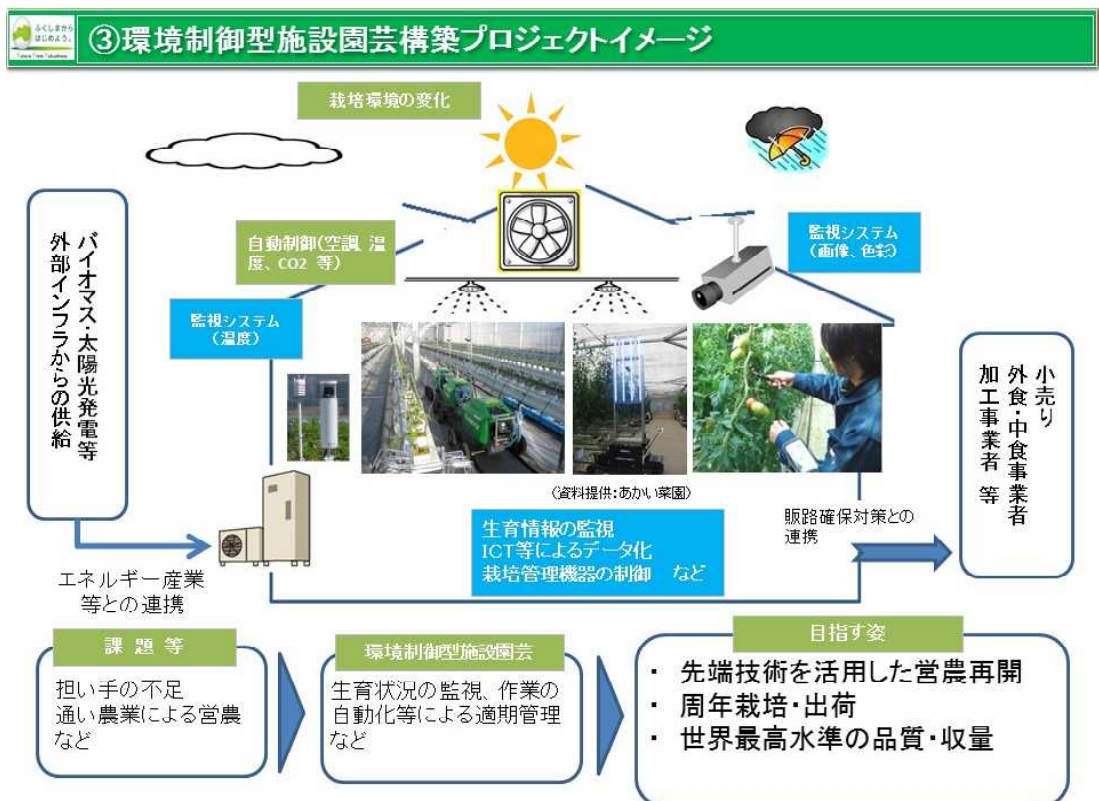 ふくしまから
はじめよう。
Future From Fukushima.
③環境制御型施設園芸構築プロジェクトイメージ
栽培環境の変化
自動制御(空調、温
度、CO2 等)
監視システム
(画像、色彩)
監視システム
(温度)
バイオマス・太陽光発電等
外部インフラからの供給
小売り
外食・中食事業者
加工事業者 等
(資料提供:あかい菜園)
生育情報の監視
ICT等によるデータ化
栽培管理機器の制御 など
販路確保対策との
連携
エネルギー産業
等との連携
課 題 等
担い手の不足
通い農業による営農
など
環境制御型施設園芸
生育状況の監視、作業の
自動化等による適期管理
など
目指す姿
・ 先端技術を活用した営農再開
・ 周年栽培・出荷
・ 世界最高水準の品質・収量